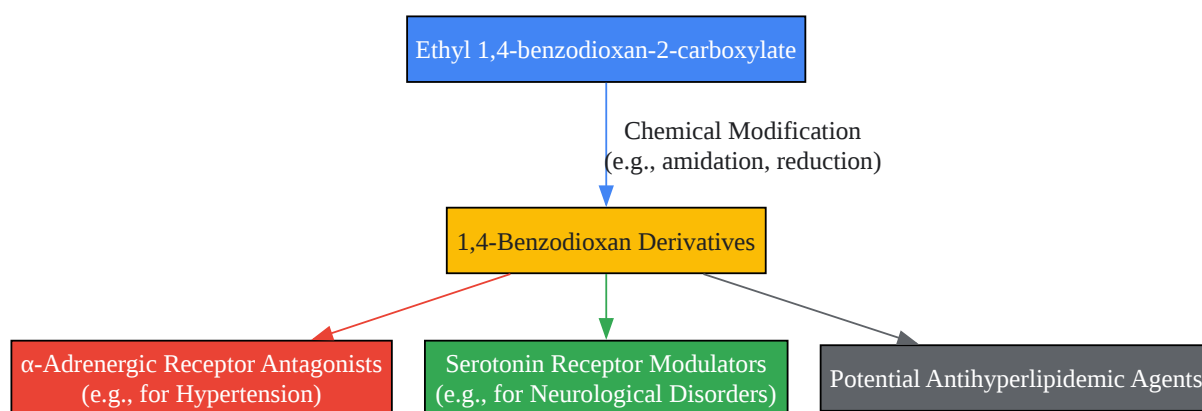 Ethyl 1,4-benzodioxan-2-carboxylate
Chemical Modification
(e.g., amidation, reduction)
1,4-Benzodioxan Derivatives
α-Adrenergic Receptor Antagonists
(e.g., for Hypertension)
Serotonin Receptor Modulators
(e.g., for Neurological Disorders)
Potential Antihyperlipidemic Agents